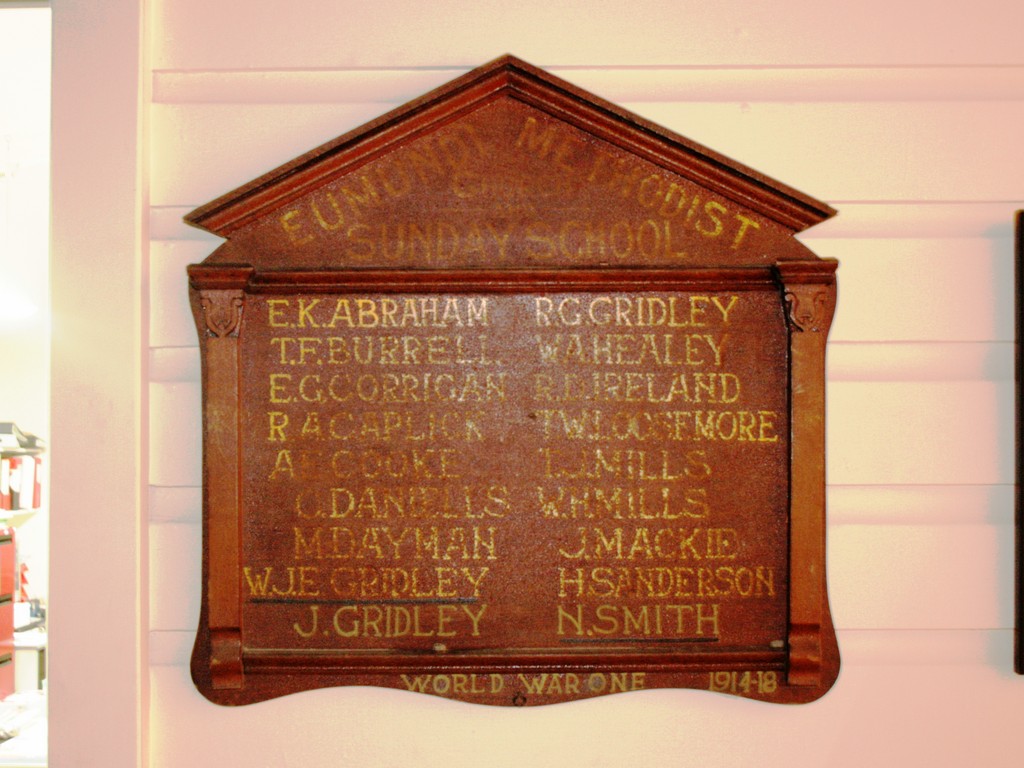 EUMUNDI METHODIST
SUNDAY SCHOOL
E.K.ABRAHAM R.G.GRIDLEY
T.F.BURRELL W.A.HEALEY
E.G.CORRIGAN R.D.IRELAND
R.A.CAPLICK T.W.LOOSEMORE
A.E.COOKE T.J.MILLS
C.DANIELLS W.H.MILLS
M.DAYMAN J.MACKIE
W.J.E.GRIDLEY H.SANDERSON
J.GRIDLEY N.SMITH
WORLD WAR ONE 1914-18